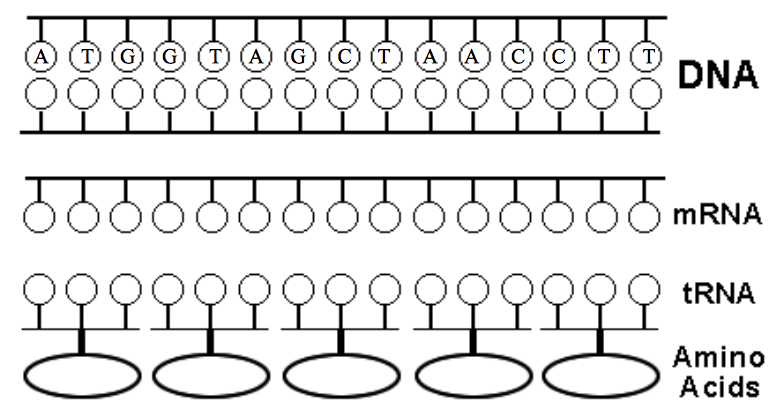 A T G G T A G C T A A C C T T
DNA
mRNA
tRNA
Amino
Acids